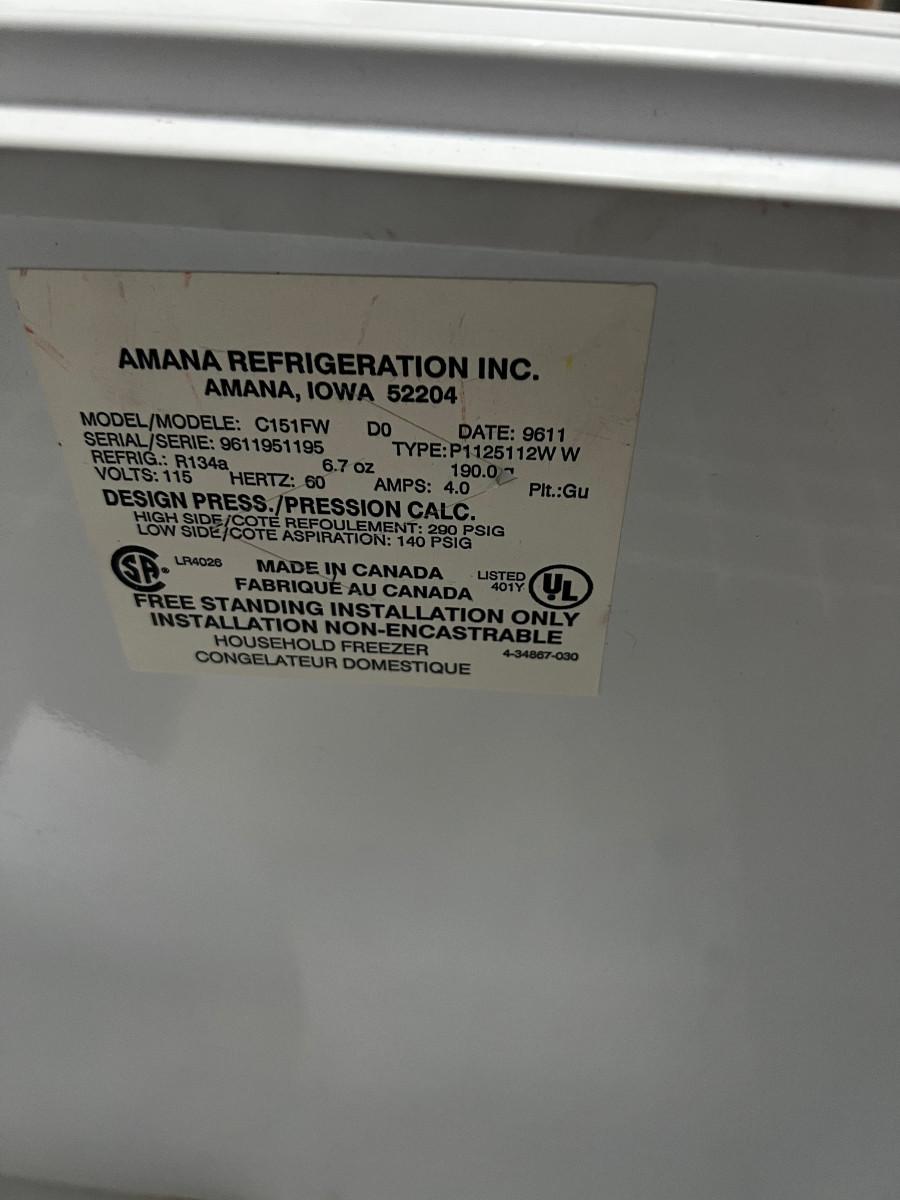 AMANA REFRIGERATION INC.
AMANA, IOWA 52204
MODEL/MODELE: C151FW D0 DATE: 9611
SERIAL/SERIE: 9611951195 TYPE: P1125112W W
REFRIG.: R134a 6.7 oz 190.0 g
VOLTS: 115 HERTZ: 60 AMPS: 4.0 Plt.:Gu
DESIGN PRESS./PRESSION CALC.
HIGH SIDE/COTE REFOULEMENT: 290 PSIG
LOW SIDE/COTE ASPIRATION: 140 PSIG
SA® LR4026 MADE IN CANADA LISTED 401Y UL
FABRIQUE AU CANADA
FREE STANDING INSTALLATION ONLY
INSTALLATION NON-ENCASTRABLE
HOUSEHOLD FREEZER 4-34867-030
CONGELATEUR DOMESTIQUE